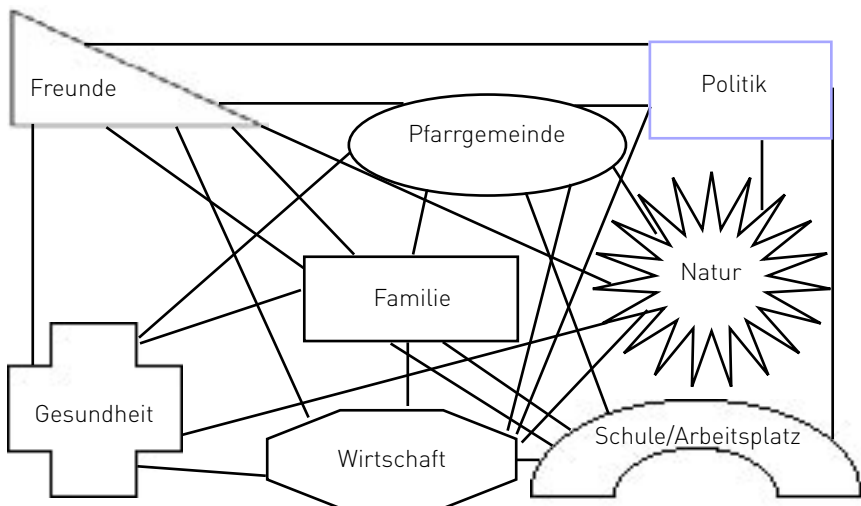 Freunde
Politik
Pfarrgemeinde
Natur
Familie
Gesundheit
Schule/Arbeitsplatz
Wirtschaft